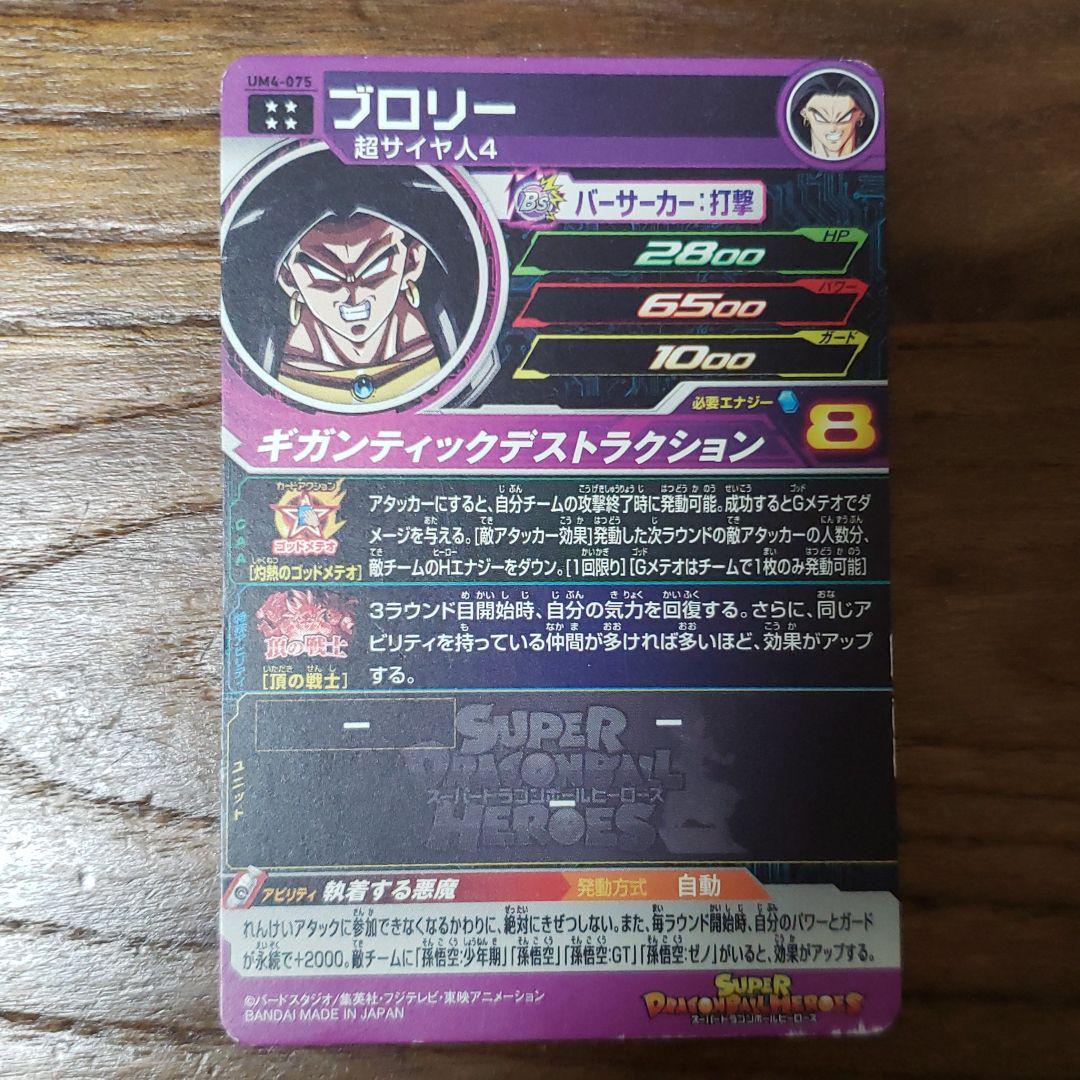 UM4-075
ブロリー
超サイヤ人4
Bs バーサーカー:打撃
HP
2800
パワー
6500
ガード
1000
必要エナジー
8
ギガンティックデストラクション
CAA
カードアクション
ゴッドメテオ
[灼熱のゴッドメテオ]
アタッカーにすると、自分チームの攻撃終了時に発動可能。成功するとGメテオでダ
メージを与える。[敵アタッカー効果]発動した次ラウンドの敵アタッカーの人数分、
敵チームのHエナジーをダウン。[1回限り][Gメテオはチームで1枚のみ発動可能]
特殊アビリティ
頂の戦士
[頂の戦士]
3ラウンド目開始時、自分の気力を回復する。さらに、同じア
ビリティを持っている仲間が多ければ多いほど、効果がアップ
する。
ユニット
ー
ー
ー
SUPER
DRAGONBALL
スーパードラゴンボールヒーローズ
HEROES
アビリティ 執着する悪魔
発動方式 自動
れんけいアタックに参加できなくなるかわりに、絶対にきぜつしない。また、毎ラウンド開始時、自分のパワーとガード
が永続で+2000。敵チームに「孫悟空:少年期」「孫悟空」「孫悟空:GT」「孫悟空:ゼノ」がいると、効果がアップする。
©バードスタジオ/集英社・フジテレビ・東映アニメーション
BANDAI MADE IN JAPAN
SUPER
DRAGONBALL HEROES
スーパードラゴンボールヒーローズ